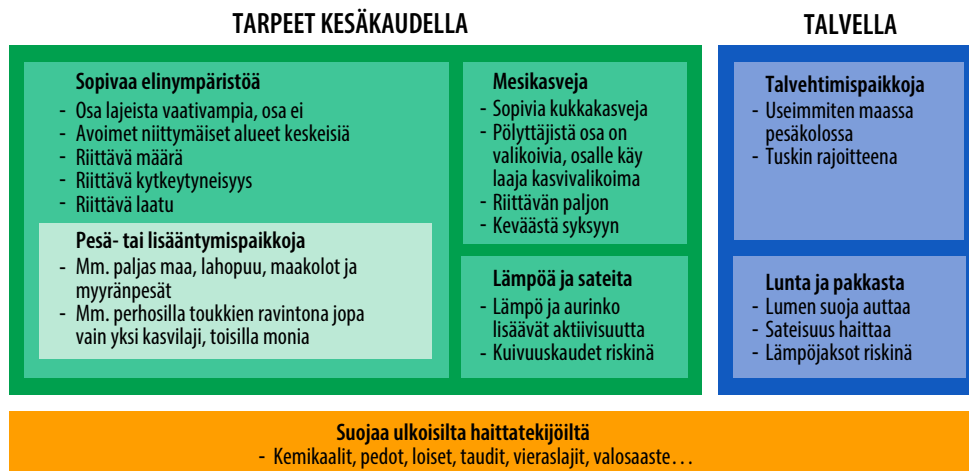 TARPEET KESÄKAUDELLA
Sopivaa elinympäristöä
- Osa lajeista vaativampia, osa ei
- Avoimet niittymäiset alueet keskeisiä
- Riittävä määrä
- Riittävä kytkeytyneisyys
- Riittävä laatu
Pesä- tai lisääntymispaikkoja
- Mm. paljas maa, lahopuu, maakolot ja
myyränpesät
- Mm. perhosilla toukkien ravintona jopa
vain yksi kasvilaji, toisilla monia
Mesikasveja
- Sopivia kukkakasveja
- Pölyttäjistä osa on
valikoivia, osalle käy
laaja kasvivalikoima
- Riittävän paljon
- Keväästä syksyyn
Lämpöä ja sateita
- Lämpö ja aurinko
lisäävät aktiivisuutta
- Kuivuuskaudet riskinä
TALVELLA
Talvehtimispaikkoja
- Useimmiten maassa
pesäkolossa
- Tuskin rajoitteena
Lunta ja pakkasta
- Lumen suoja auttaa
- Sateisuus haittaa
- Lämpöjaksot riskinä
Suojaa ulkoisilta haittatekijöiltä
- Kemikaalit, pedot, loiset, taudit, vieraslajit, valosaaste…